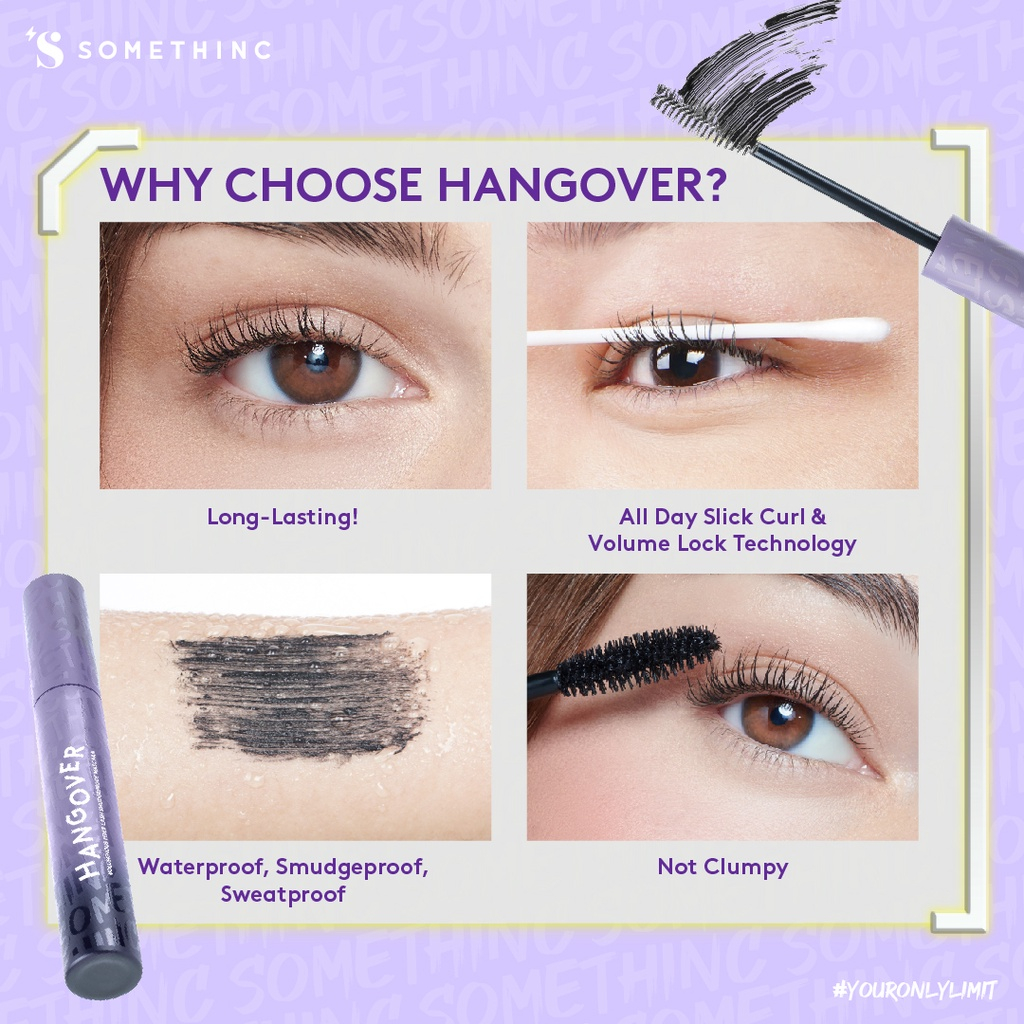 SOMETHINC
WHY CHOOSE HANGOVER?
Long-Lasting!
All Day Slick Curl &
Volume Lock Technology
HANGOVER
Waterproof, Smudgeproof,
Sweatproof
Not Clumpy
#YOURONLYLIMIT